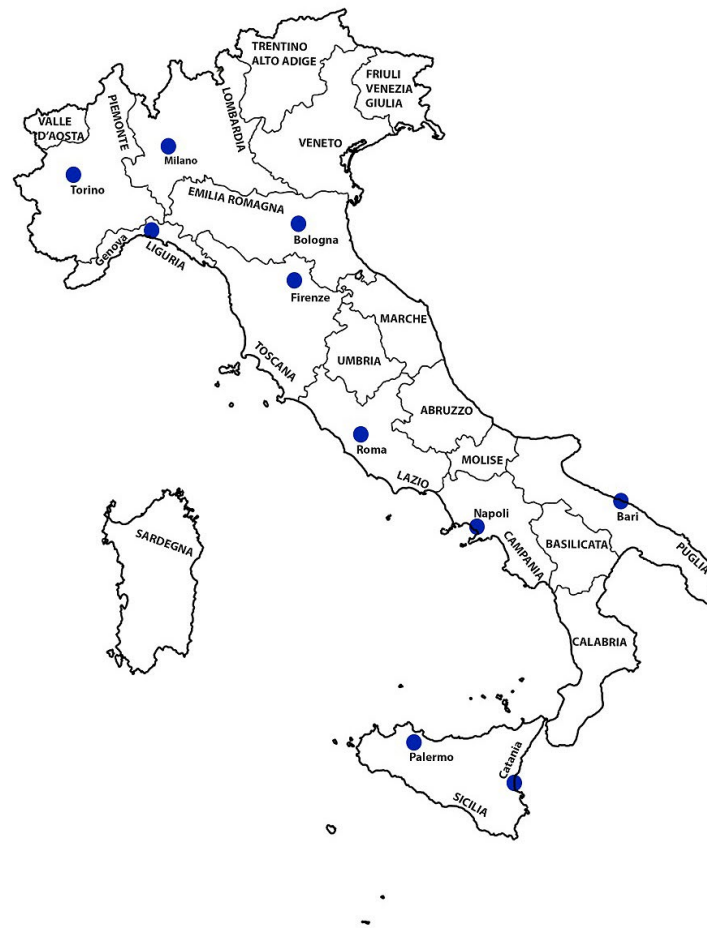 TRENTINO
ALTO ADIGE
FRIULI
VENEZIA
GIULIA
VALLE
D'AOSTA
PIEMONTE
LOMBARDIA
VENETO
Milano
Torino
EMILIA ROMAGNA
Bologna
Genova
LIGURIA
Firenze
MARCHE
TOSCANA
UMBRIA
ABRUZZO
Roma
MOLISE
LAZIO
Napoli
Bari
CAMPANIA
BASILICATA
PUGLIA
SARDEGNA
CALABRIA
Palermo
Catania
SICILIA